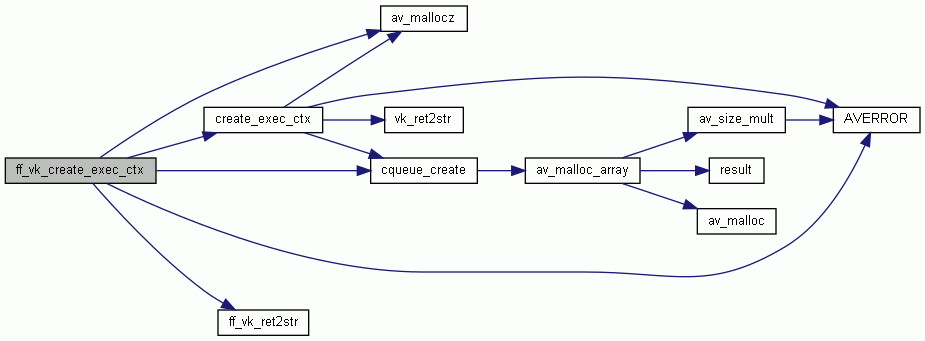 av_mallocz
create_exec_ctx
vk_ret2str
av_size_mult
AVERROR
ff_vk_create_exec_ctx
cqueue_create
av_malloc_array
result
av_malloc
ff_vk_ret2str